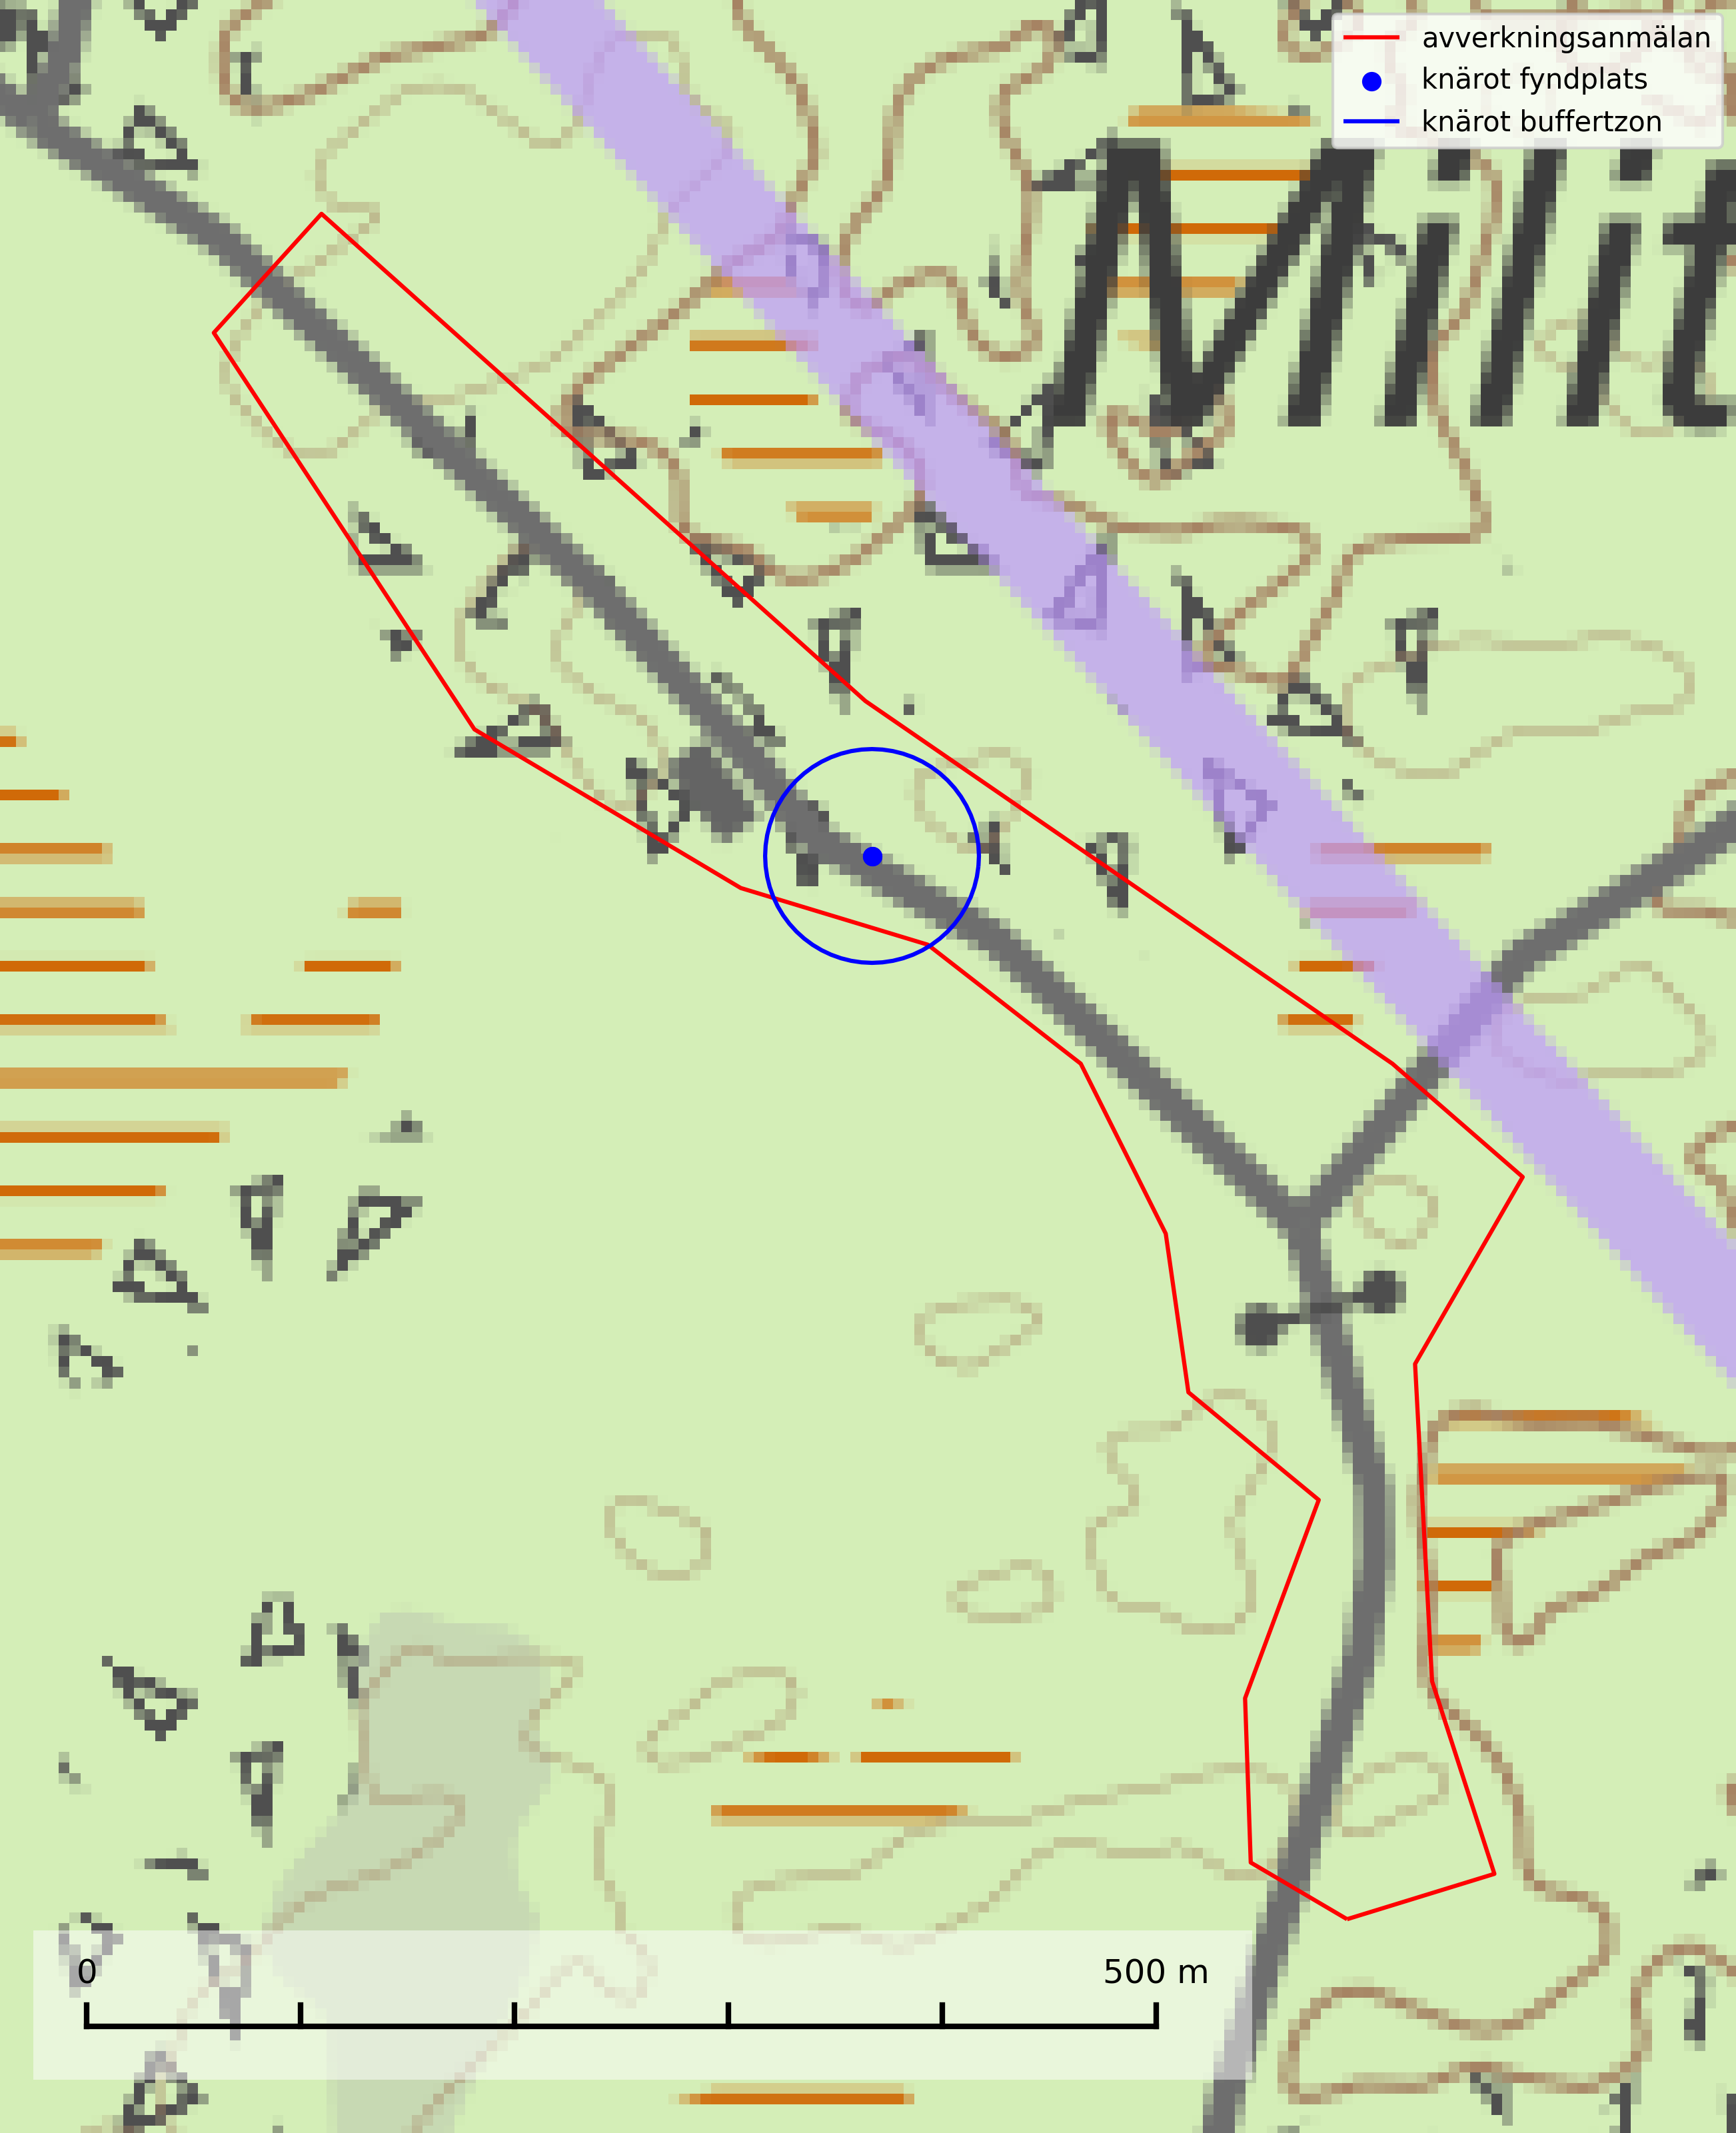 avverkningsanmälan
knärot fyndplats
knärot buffertzon
Milit
0 500 m